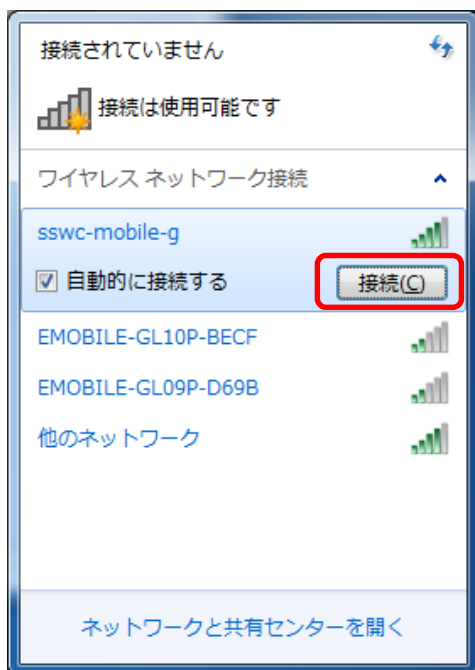 接続されていません
接続は使用可能です
ワイヤレス ネットワーク接続
sswc-mobile-g
自動的に接続する 接続(C)
EMOBILE-GL10P-BECF
EMOBILE-GL09P-D69B
他のネットワーク
ネットワークと共有センターを開く